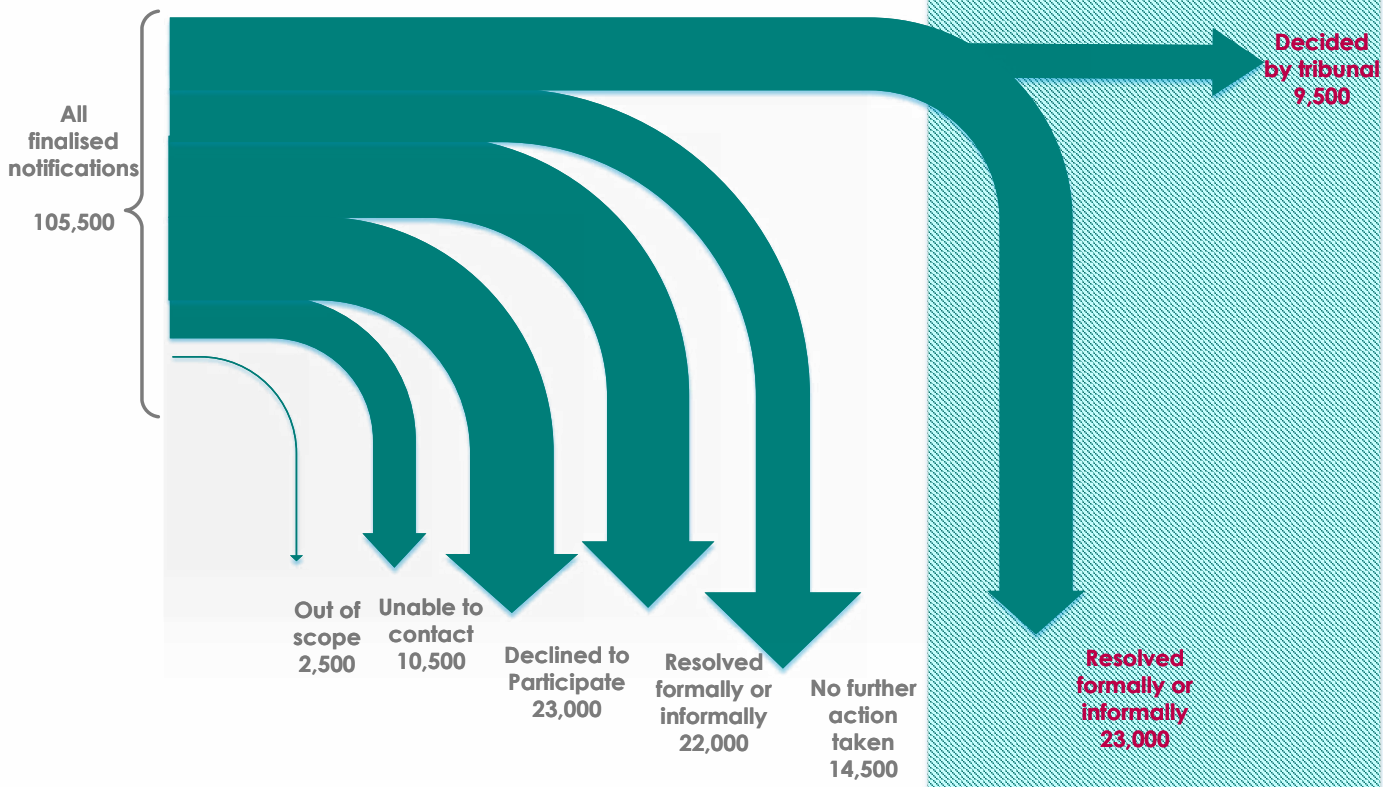 All
finalised
notifications
105,500
Decided
by tribunal
9,500
Out of
scope
2,500
Unable to
contact
10,500
Declined to
Participate
23,000
Resolved
formally or
informally
22,000
No further
action
taken
14,500
Resolved
formally or
informally
23,000